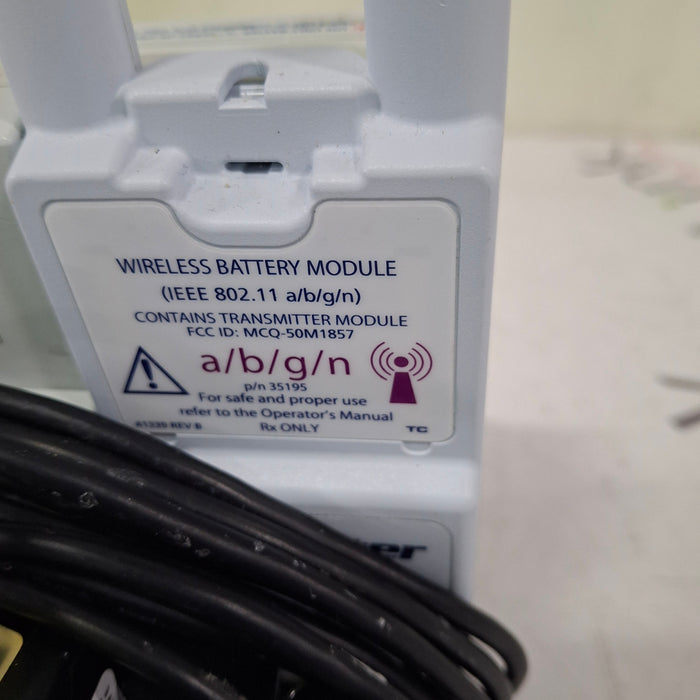 WIRELESS BATTERY MODULE
(IEEE 802.11 a/b/g/n)
CONTAINS TRANSMITTER MODULE
FCC ID: MCQ-50M1857
a/b/g/n
p/n 35195
For safe and proper use
refer to the Operator's Manual
41339 REV B Rx ONLY TC